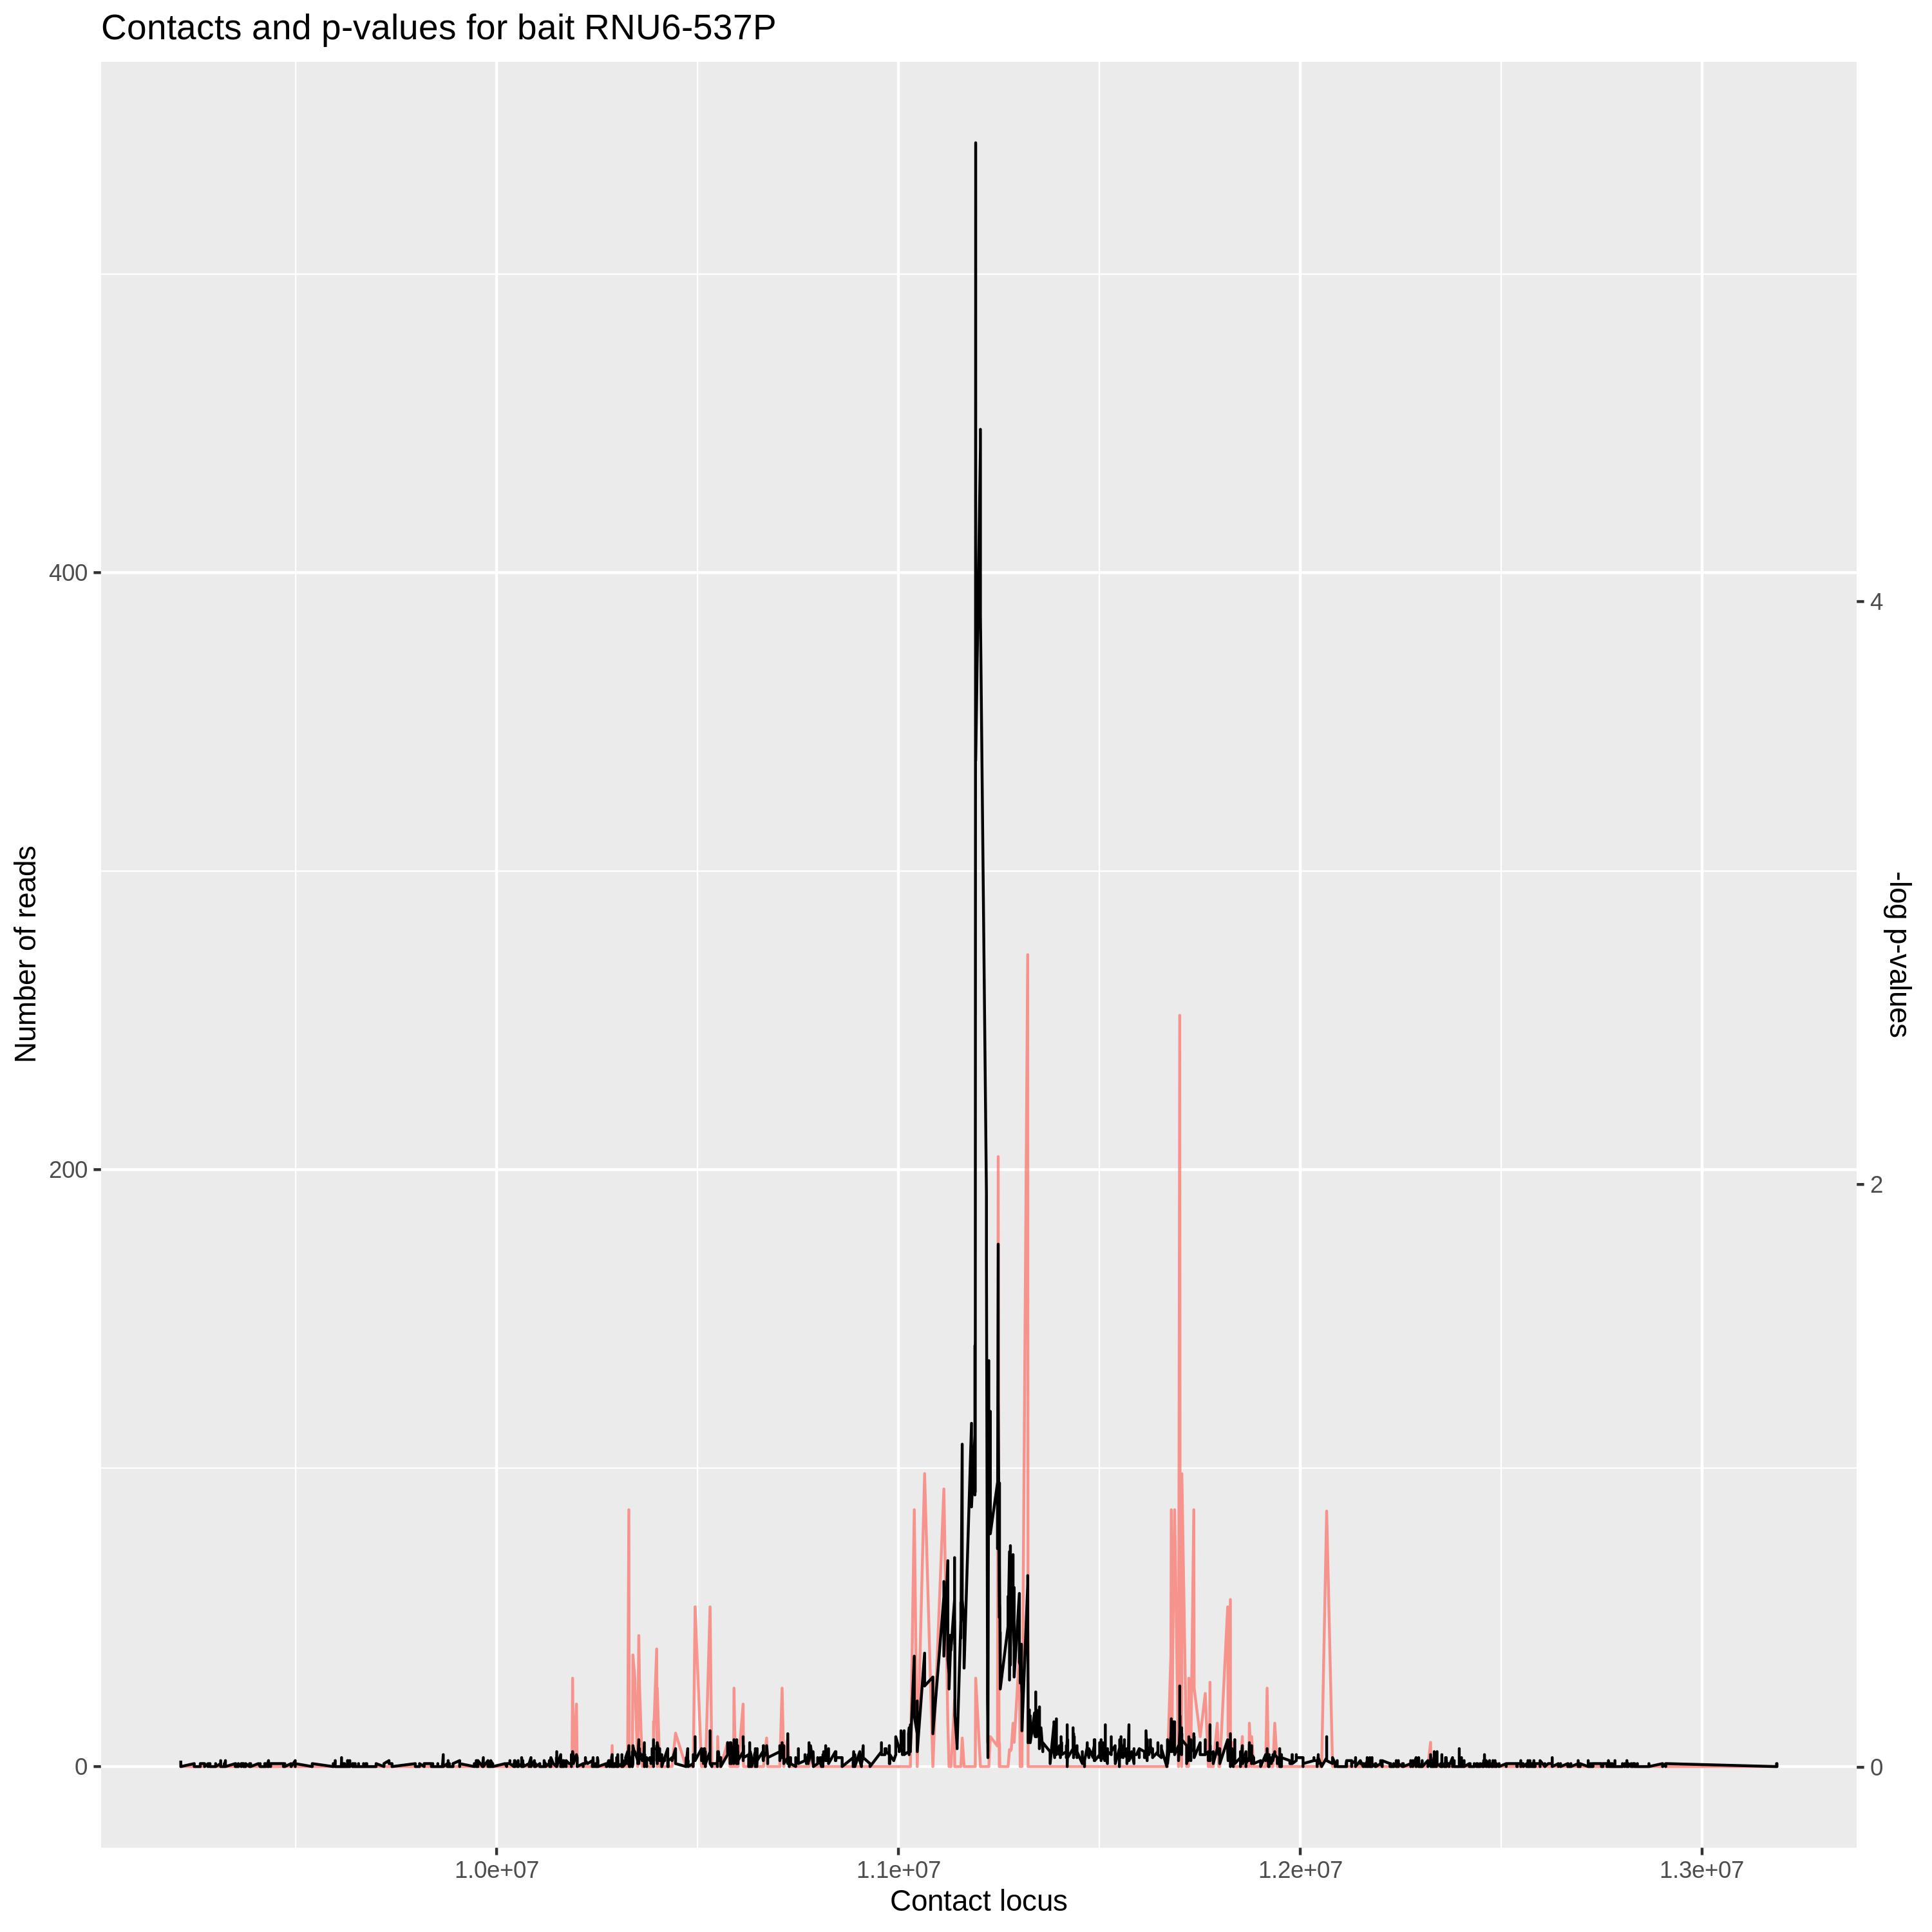 Contacts and p-values for bait RNU6-537P
400
200
0
Number of reads
4
2
0
-log p-values
1.0e+07
1.1e+07
1.2e+07
1.3e+07
Contact locus